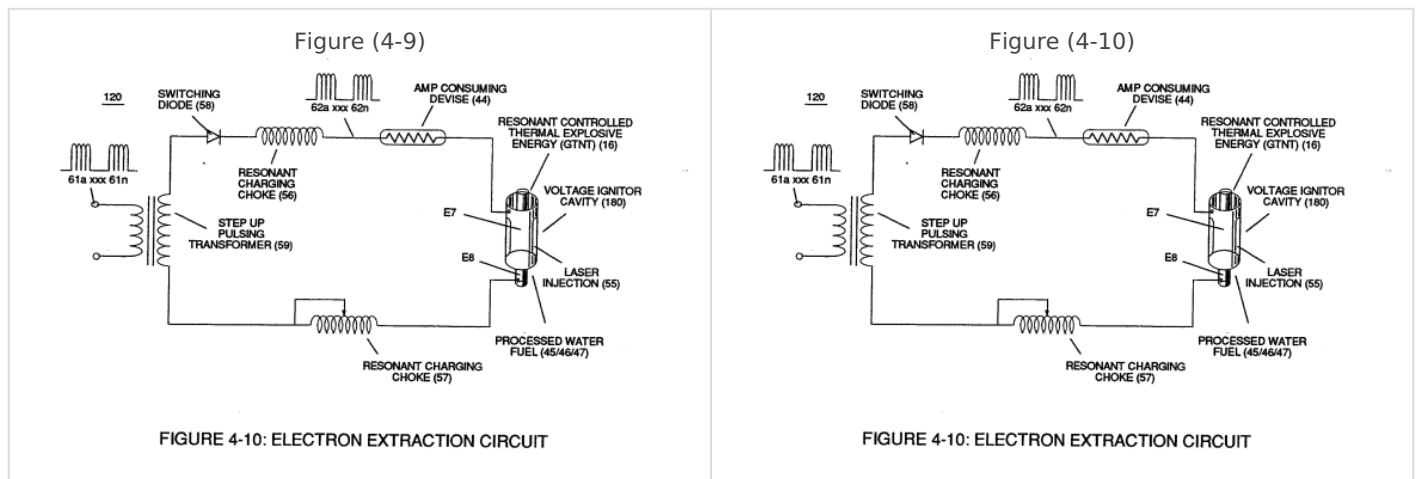 Figure (4-9)
120
SWITCHING
DIODE (58)
62a xxx 62n
AMP CONSUMING
DEVISE (44)
RESONANT CONTROLLED
THERMAL EXPLOSIVE
ENERGY (GTNT) (16)
61a xxx 61n
RESONANT
CHARGING
CHOKE (56)
VOLTAGE IGNITOR
CAVITY (180)
E7
STEP UP
PULSING
TRANSFORMER (59)
E8
LASER
INJECTION (55)
PROCESSED WATER
FUEL (45/46/47)
RESONANT CHARGING
CHOKE (57)
FIGURE 4-10: ELECTRON EXTRACTION CIRCUIT
Figure (4-10)
120
SWITCHING
DIODE (58)
62a xxx 62n
AMP CONSUMING
DEVISE (44)
RESONANT CONTROLLED
THERMAL EXPLOSIVE
ENERGY (GTNT) (16)
61a xxx 61n
RESONANT
CHARGING
CHOKE (56)
VOLTAGE IGNITOR
CAVITY (180)
E7
STEP UP
PULSING
TRANSFORMER (59)
E8
LASER
INJECTION (55)
PROCESSED WATER
FUEL (45/46/47)
RESONANT CHARGING
CHOKE (57)
FIGURE 4-10: ELECTRON EXTRACTION CIRCUIT